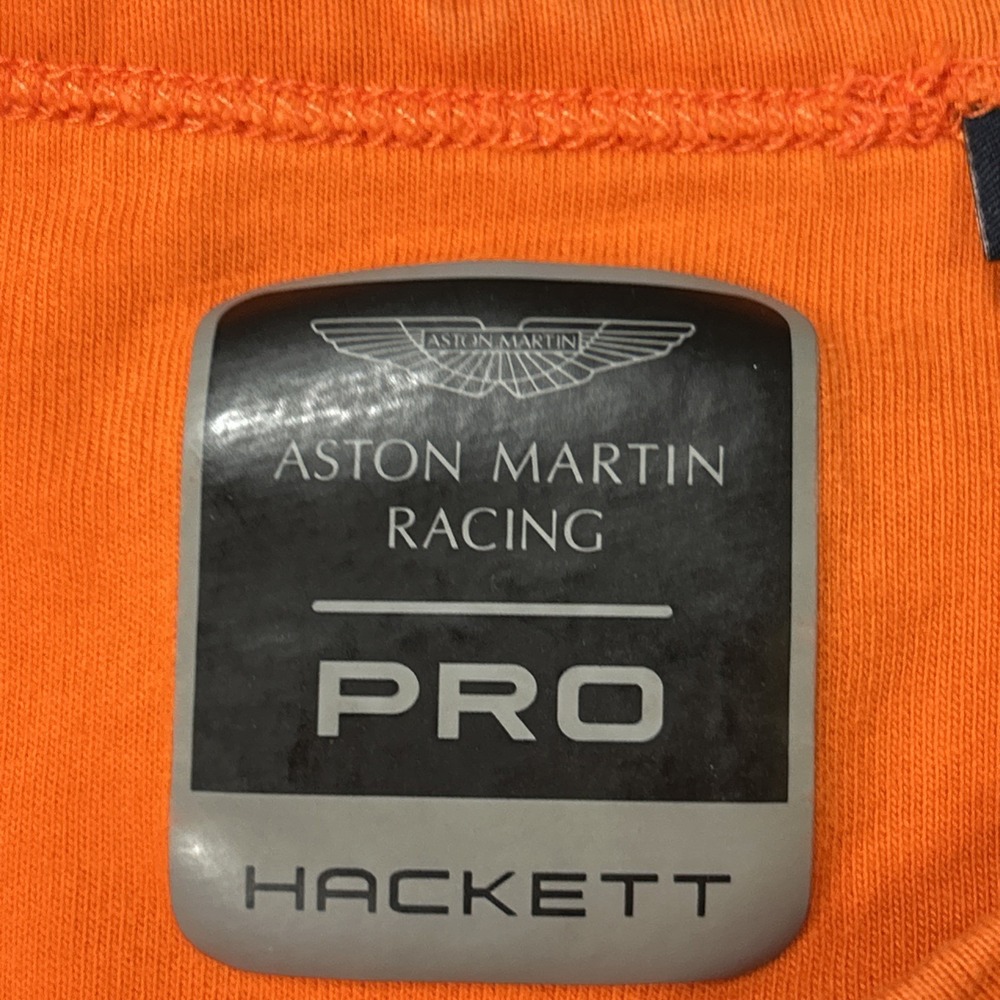 ASTON MARTIN
ASTON MARTIN
RACING
PRO
HACKETT